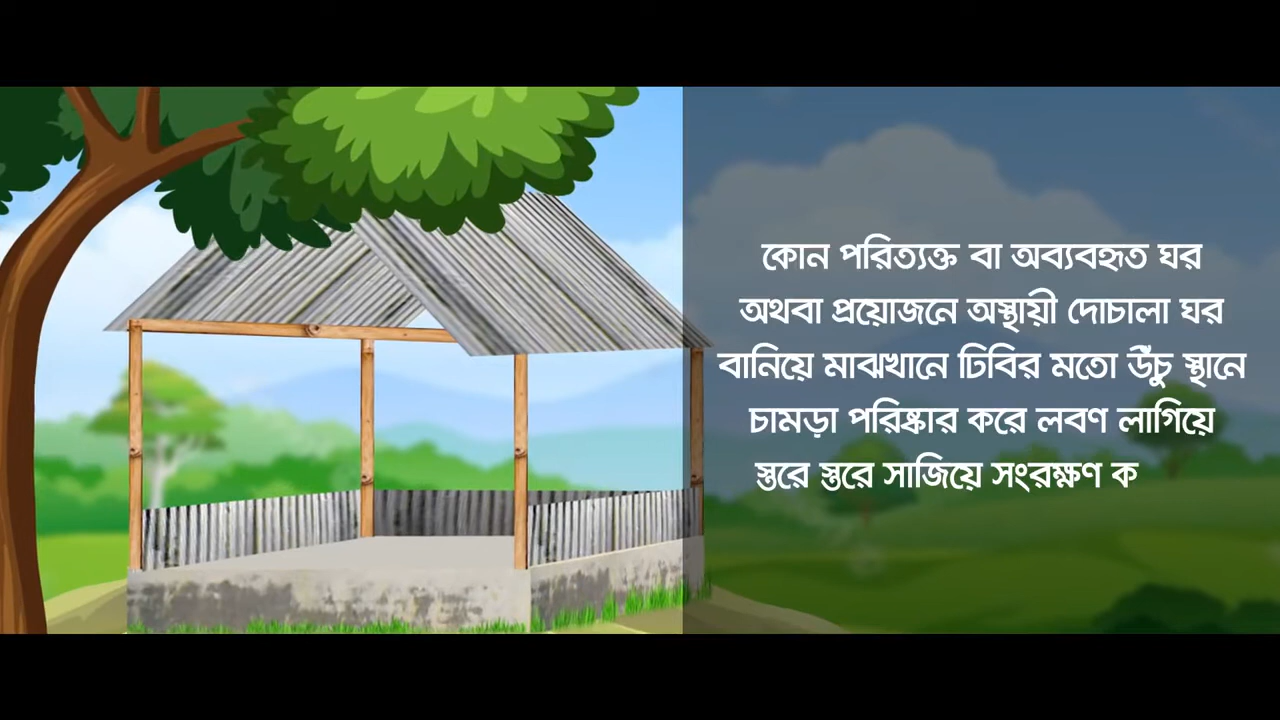 কোন পরিত্যক্ত বা অব্যবহৃত ঘর
অথবা প্রয়োজনে অস্থায়ী দোচালা ঘর
বানিয়ে মাঝখানে ঢিবির মতো উঁচু স্থানে
চামড়া পরিষ্কার করে লবণ লাগিয়ে
স্তরে স্তরে সাজিয়ে সংরক্ষণ ক